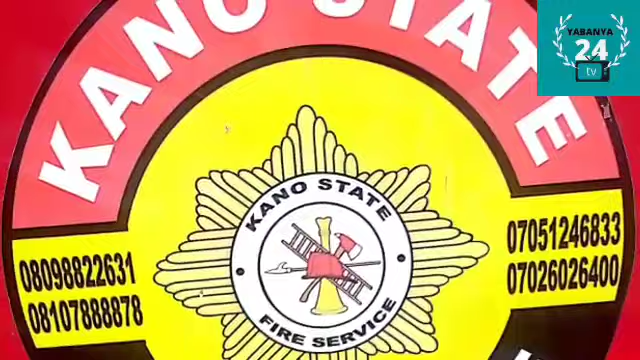 KANO STATE
YABANYA
24
tv
KANO STATE
FIRE SERVICE
08098822631
08107888878
07051246833
07026026400